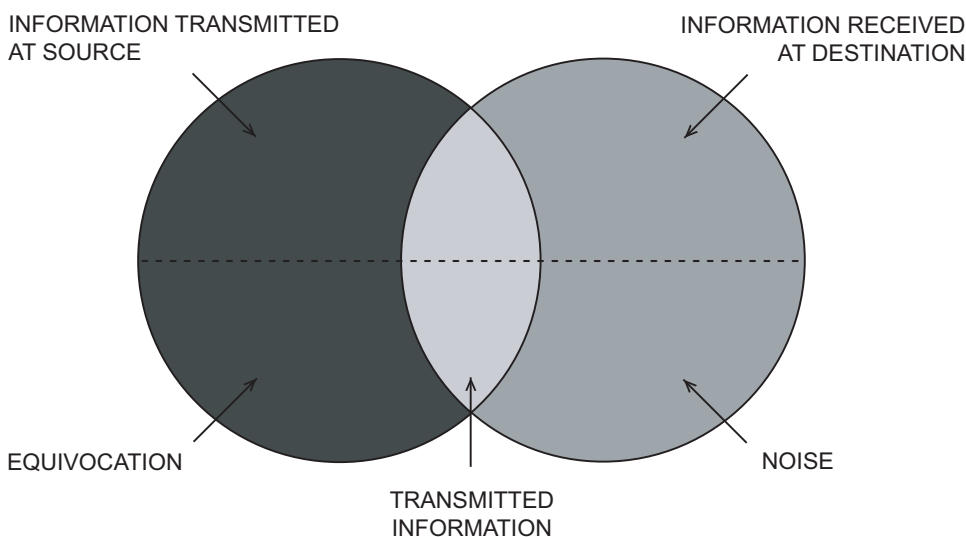 INFORMATION TRANSMITTED
AT SOURCE
INFORMATION RECEIVED
AT DESTINATION
EQUIVOCATION
NOISE
TRANSMITTED
INFORMATION